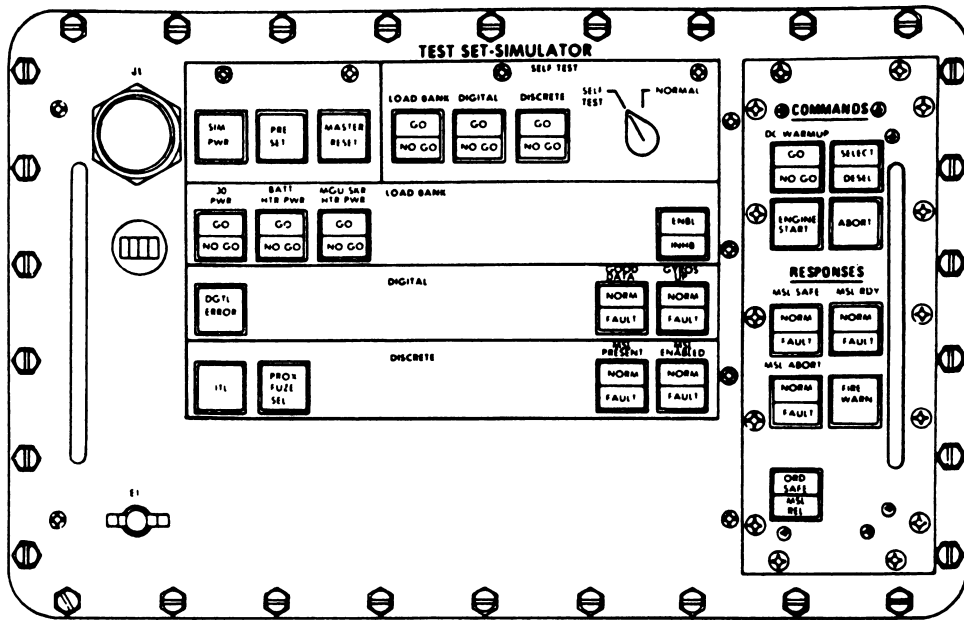 TEST SET-SIMULATOR
J1
SELF TEST
LOAD BANK DIGITAL DISCRETE
SELF TEST
NORMAL
SIM PWR
PRE SET
MASTER RESET
GO
NO GO
GO
NO GO
GO
NO GO
LOAD BANK
30 PWR
BATT HTR PWR
MGU SKR HTR PWR
GO
NO GO
GO
NO GO
GO
NO GO
ENBL
INHB
DIGITAL
DGTL ERROR
GOOD DATA
GYROS UP
NORM
FAULT
NORM
FAULT
DISCRETE
ITL
PROX FUZE SEL
MSL PRESENT
MSL ENABLED
NORM
FAULT
NORM
FAULT
E1
COMMANDS
DC WARMUP
GO
NO GO
SELECT
DESEL
ENGINE START
ABORT
RESPONSES
MSL SAFE
MSL RDY
NORM
FAULT
NORM
FAULT
MSL ABORT
NORM
FAULT
FIRE WARN
ORD SAFE
MSL REL